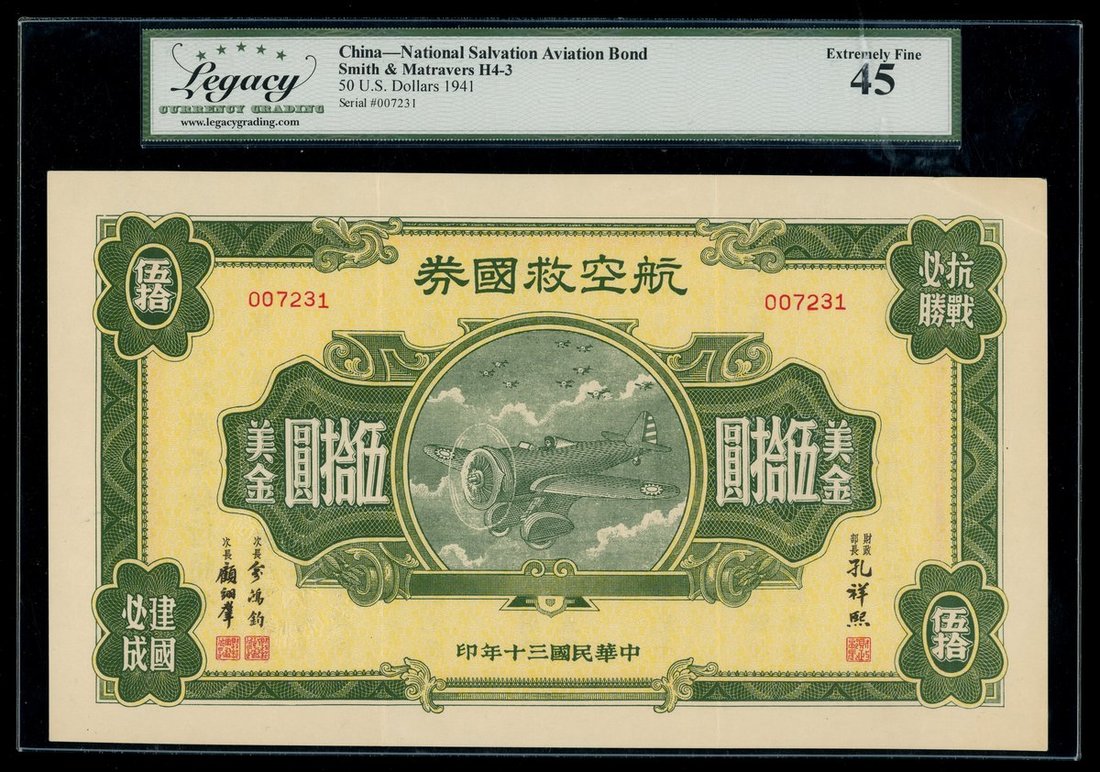 Legacy
CURRENCY GRADING
www.legacygrading.com
China—National Salvation Aviation Bond
Smith & Matravers H4-3
50 U.S. Dollars 1941
Serial #007231
Extremely Fine
45
航空救國券
伍拾
抗戰
必勝
007231
007231
美金
伍拾圓
美金
伍拾圓
財政
部長
孔祥熙
次長
俞鴻鈞
次長
顧翊羣
建國
必成
伍拾
中華民國三十年印